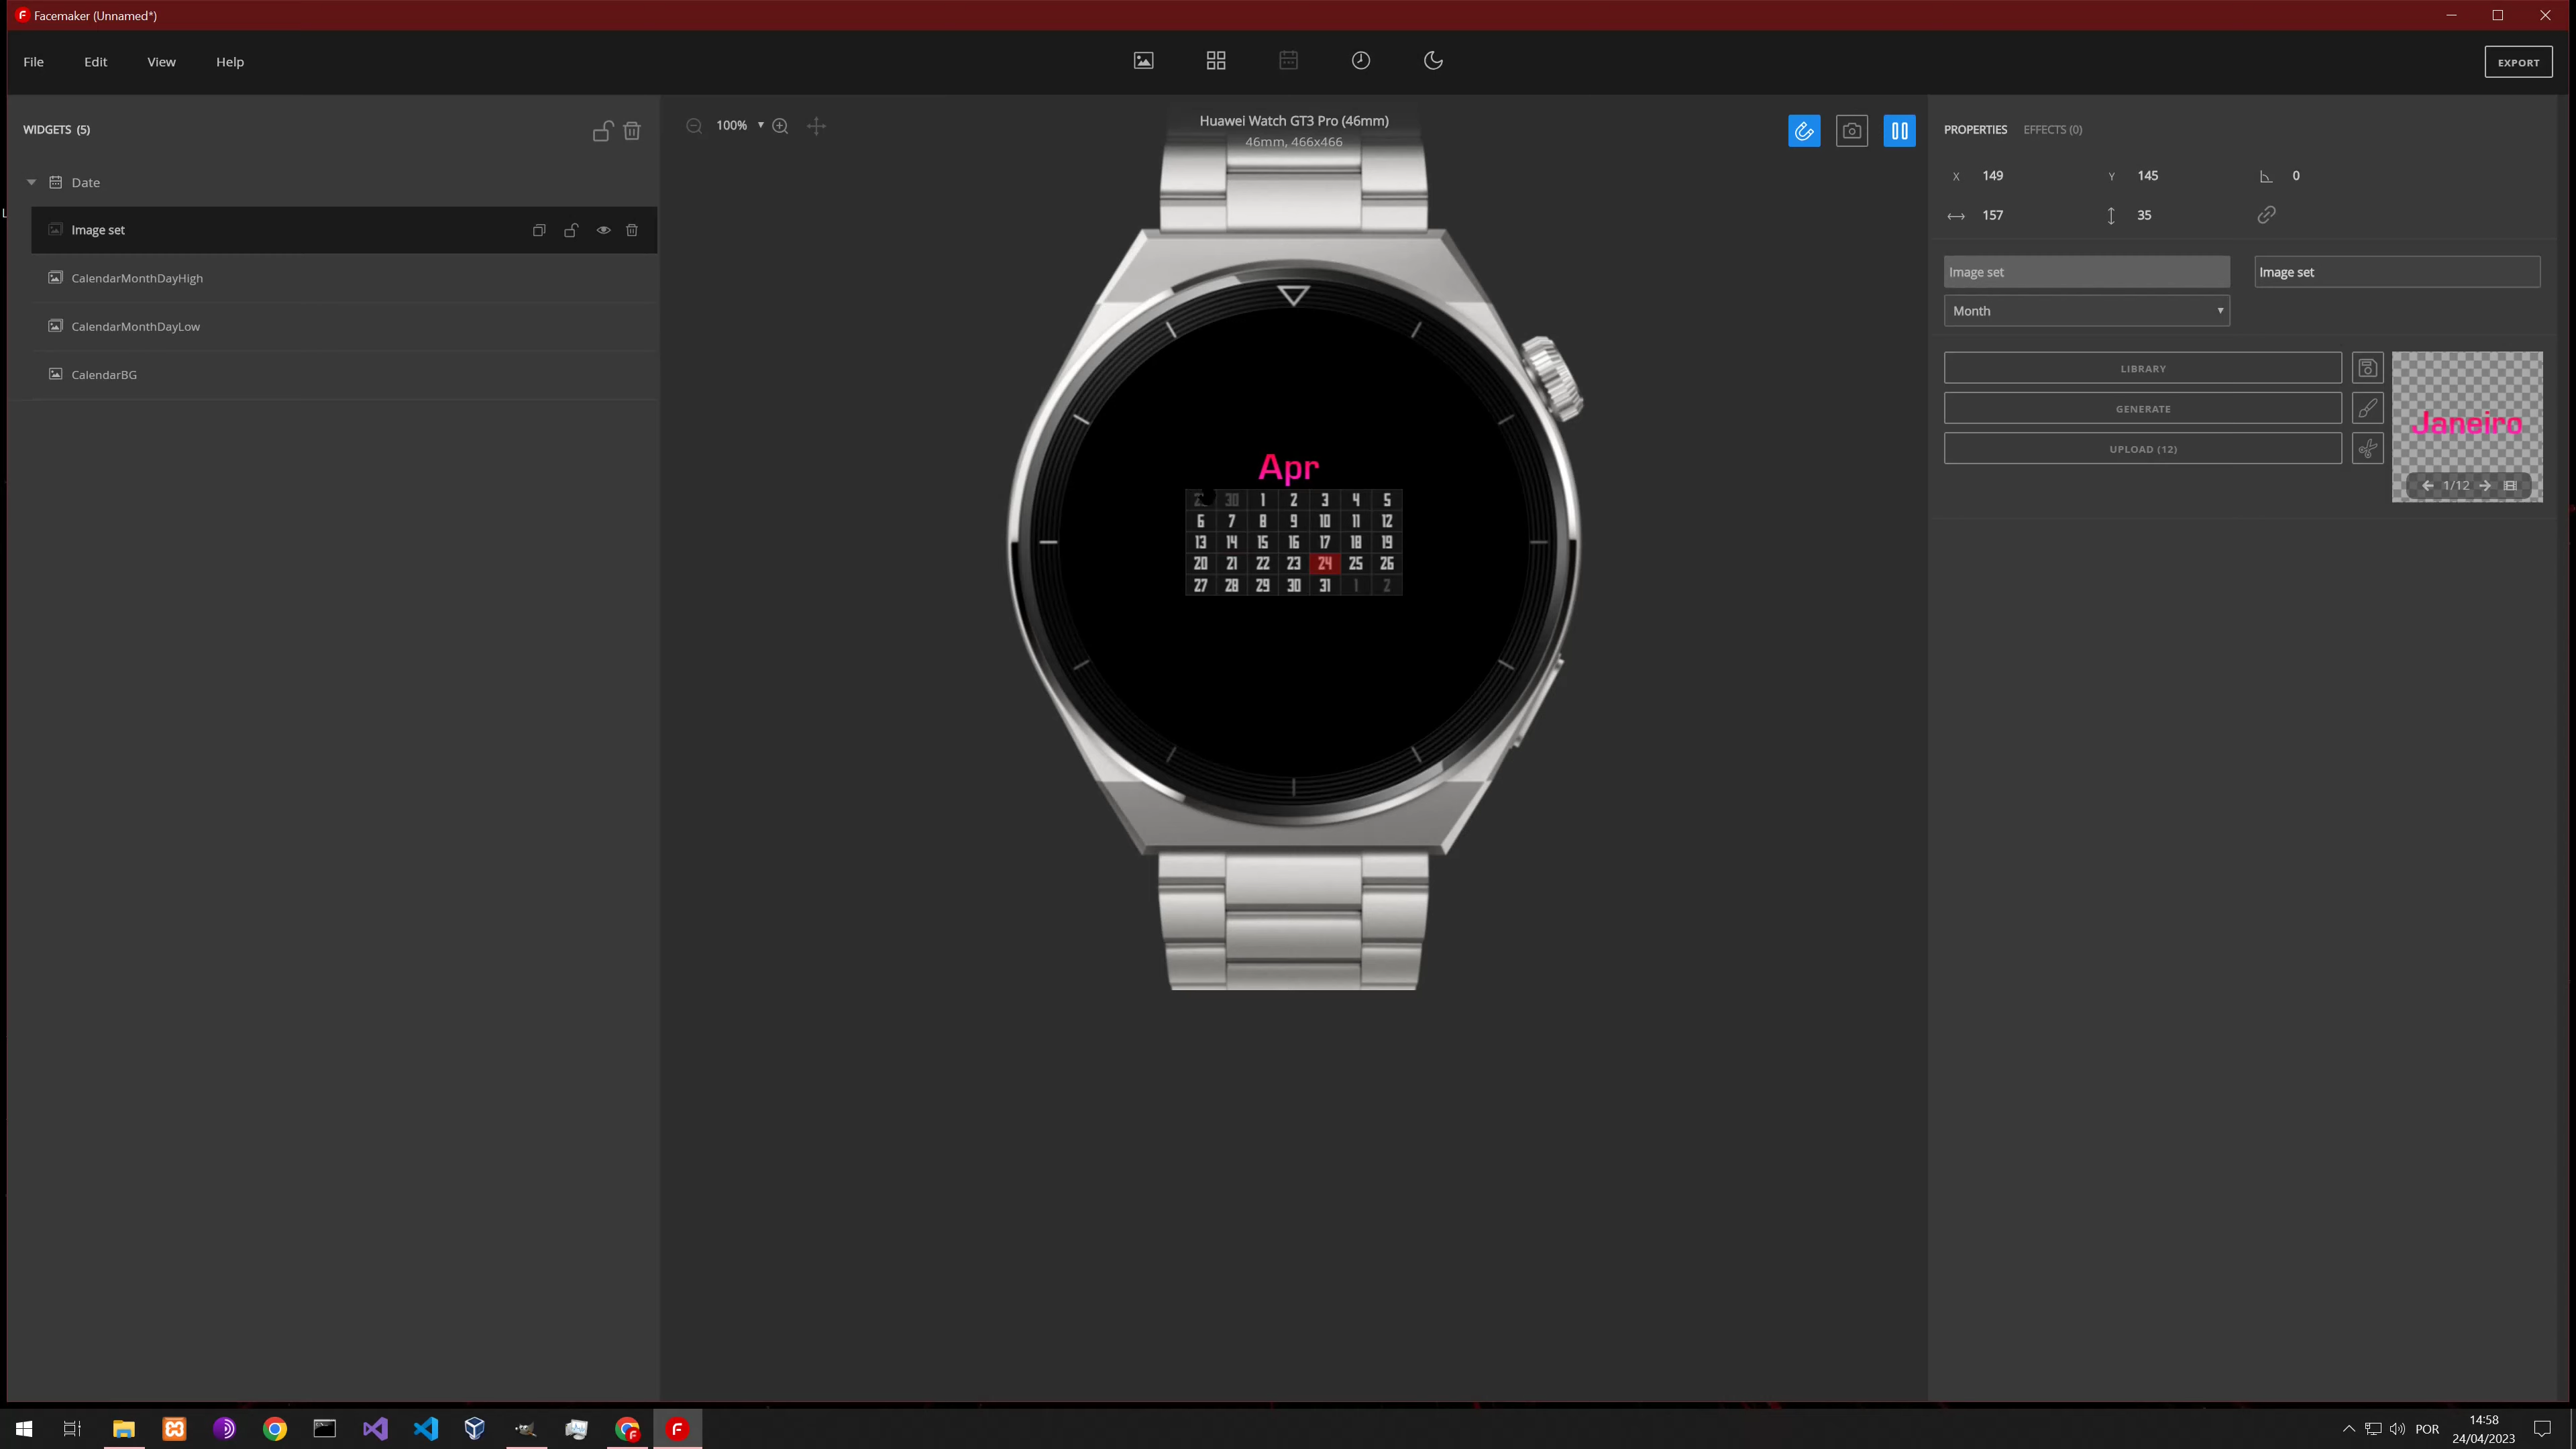 Facemaker (Unnamed*)
File Edit View Help
EXPORT
WIDGETS (5)
Date
Image set
CalendarMonthDayHigh
CalendarMonthDayLow
CalendarBG
100%
Huawei Watch GT3 Pro (46mm)
46mm, 466x466
Apr
30 1 2 3 4 5
6 7 8 9 10 11 12
13 14 15 16 17 18 19
20 21 22 23 24 25 26
27 28 29 30 31 1 2
PROPERTIES EFFECTS (0)
X 149 Y 145 0
157 35
Image set Image set
Month
LIBRARY
GENERATE
UPLOAD (12)
Janeiro
1/12
POR
14:58
24/04/2023